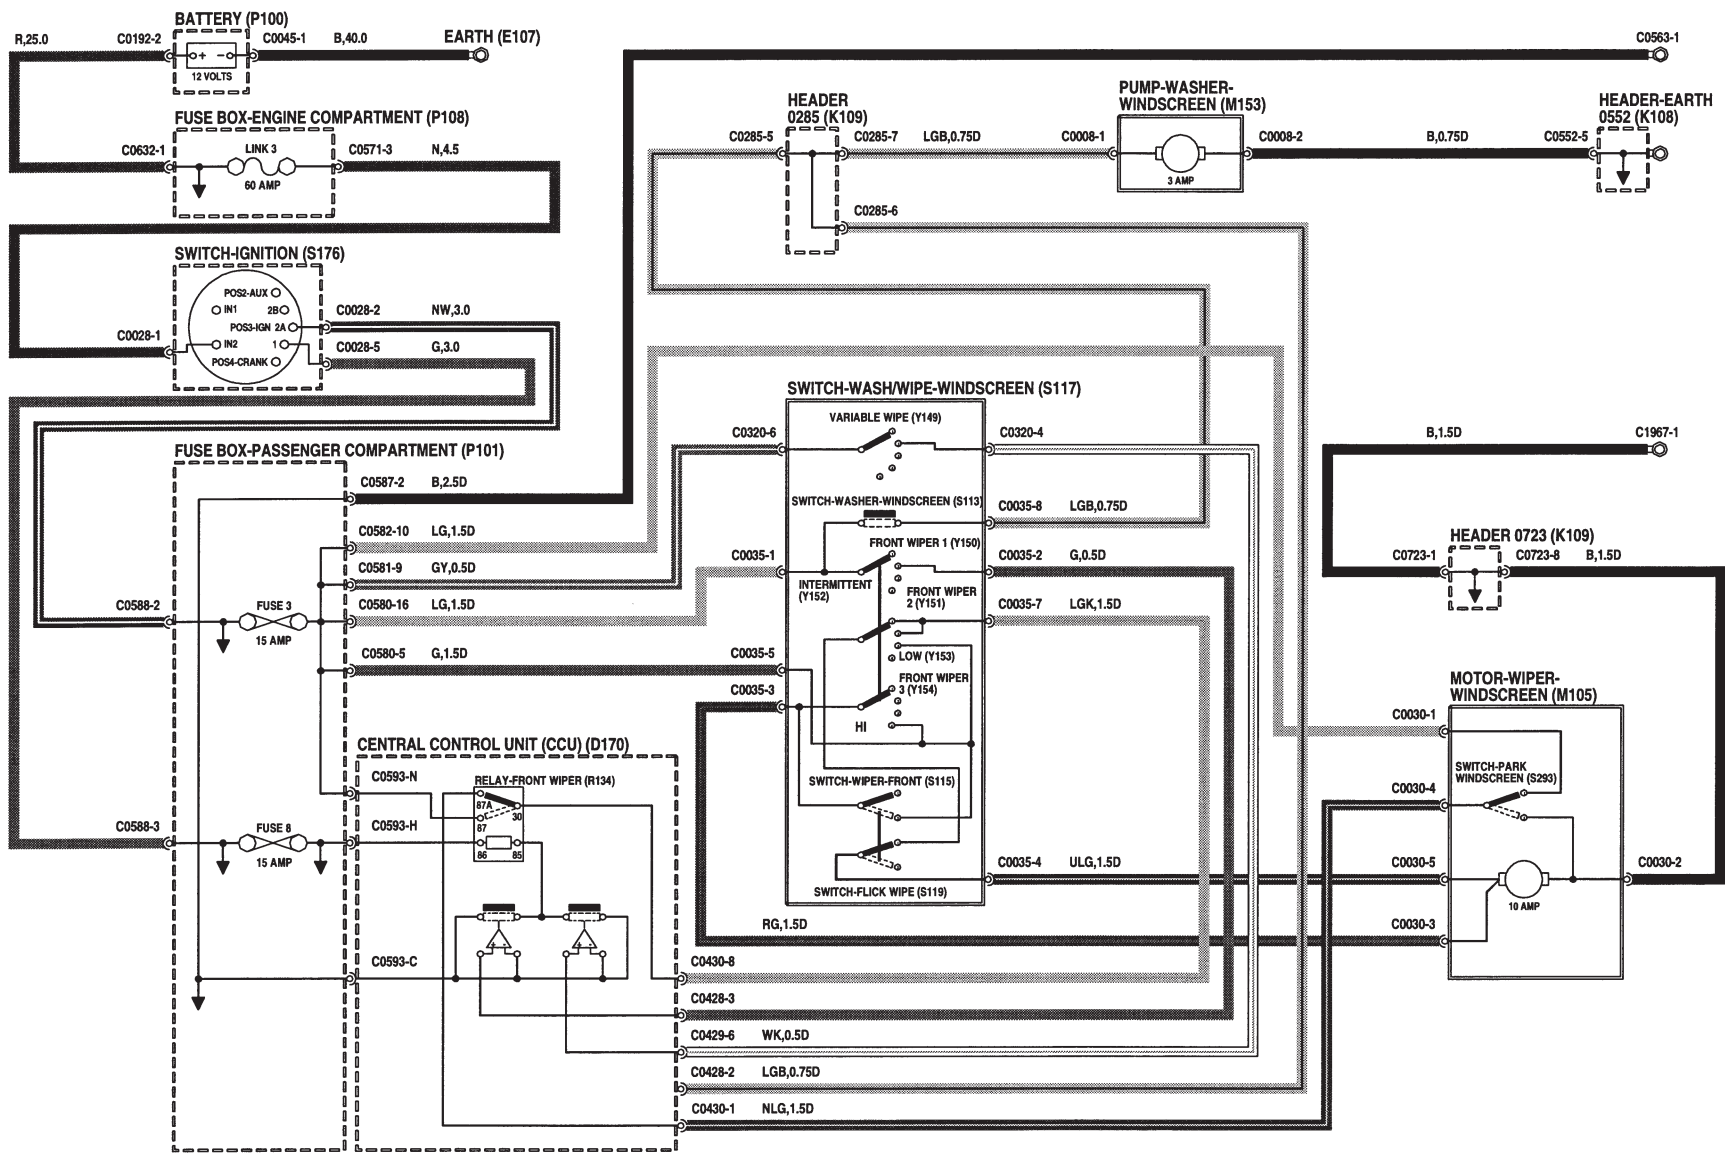 BATTERY (P100)
R,25.0
C0192-2
C0045-1
B,40.0
EARTH (E107)
+ −
12 VOLTS
C0563-1
FUSE BOX-ENGINE COMPARTMENT (P108)
C0632-1
LINK 3
60 AMP
C0571-3
N,4.5
HEADER
0285 (K109)
C0285-5
C0285-7
LGB,0.75D
C0285-6
PUMP-WASHER-
WINDSCREEN (M153)
C0008-1
3 AMP
C0008-2
B,0.75D
HEADER-EARTH
0552 (K108)
C0552-5
SWITCH-IGNITION (S176)
POS2-AUX
IN1
2B
POS3-IGN 2A
IN2
1
POS4-CRANK
C0028-1
C0028-2
NW,3.0
C0028-5
G,3.0
SWITCH-WASH/WIPE-WINDSCREEN (S117)
VARIABLE WIPE (Y149)
C0320-6
C0320-4
SWITCH-WASHER-WINDSCREEN (S113)
C0035-8
LGB,0.75D
FRONT WIPER 1 (Y150)
C0035-1
C0035-2
G,0.5D
INTERMITTENT
(Y152)
FRONT WIPER
2 (Y151)
C0035-7
LGK,1.5D
LOW (Y153)
C0035-5
FRONT WIPER
3 (Y154)
C0035-3
HI
SWITCH-WIPER-FRONT (S115)
SWITCH-FLICK WIPE (S119)
C0035-4
ULG,1.5D
RG,1.5D
B,1.5D
C1967-1
HEADER 0723 (K109)
C0723-1
C0723-8
B,1.5D
FUSE BOX-PASSENGER COMPARTMENT (P101)
C0587-2
B,2.5D
C0582-10
LG,1.5D
C0581-9
GY,0.5D
C0580-16
LG,1.5D
C0588-2
FUSE 3
15 AMP
C0580-5
G,1.5D
C0588-3
FUSE 8
15 AMP
CENTRAL CONTROL UNIT (CCU) (D170)
C0593-N
RELAY-FRONT WIPER (R134)
87A
30
87
C0593-H
86
85
C0593-C
+ -
+ -
C0430-8
C0428-3
C0429-6
WK,0.5D
C0428-2
LGB,0.75D
C0430-1
NLG,1.5D
MOTOR-WIPER-
WINDSCREEN (M105)
C0030-1
SWITCH-PARK
WINDSCREEN (S293)
C0030-4
C0030-5
10 AMP
C0030-2
C0030-3